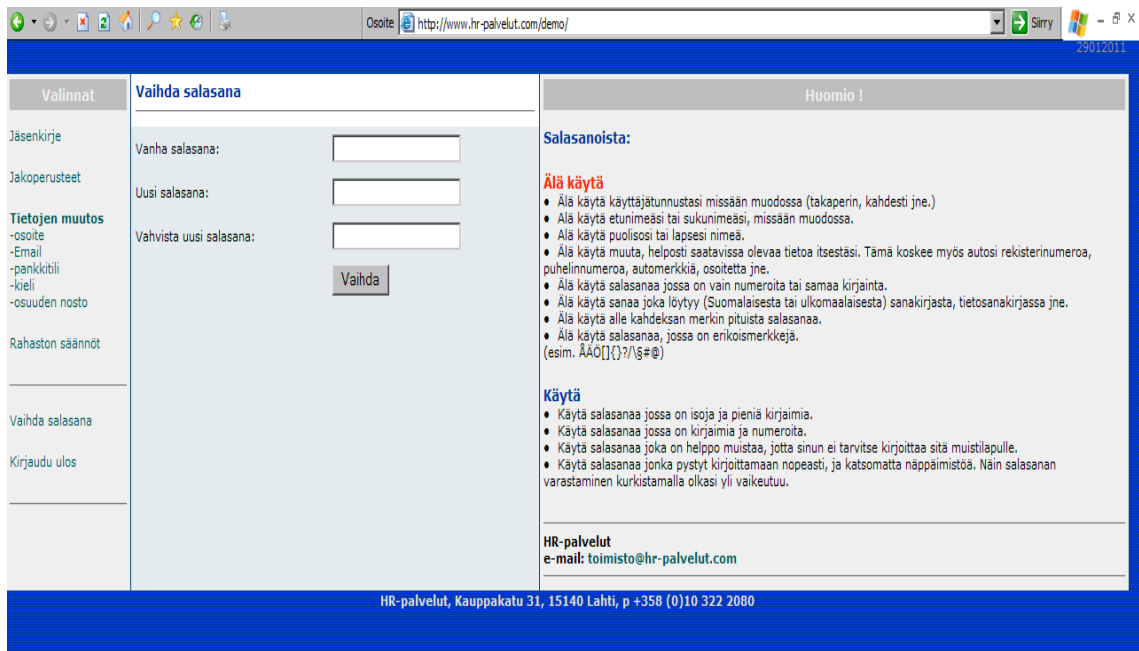 Osoite http://www.hr-palvelut.com/demo/ Siirry
29012011
Valinnat
Jäsenkirje
Jakoperusteet
Tietojen muutos
-osoite
-Email
-pankkitili
-kieli
-osuuden nosto
Rahaston säännöt
Vaihda salasana
Kirjaudu ulos
Vaihda salasana
Vanha salasana:
Uusi salasana:
Vahvista uusi salasana:
Vaihda
Huomio !
Salasanoista:
Älä käytä
• Älä käytä käyttäjätunnustasi missään muodossa (takaperin, kahdesti jne.)
• Älä käytä etunimeäsi tai sukunimeäsi, missään muodossa.
• Älä käytä puolisosi tai lapsesi nimeä.
• Älä käytä muuta, helposti saatavissa olevaa tietoa itsestäsi. Tämä koskee myös autosi rekisterinumeroa,
puhelinnumeroa, automerkkiä, osoitetta jne.
• Älä käytä salasanaa jossa on vain numeroita tai samaa kirjainta.
• Älä käytä sanaa joka löytyy (Suomalaisesta tai ulkomaalaisesta) sanakirjasta, tietosanakirjassa jne.
• Älä käytä alle kahdeksan merkin pituista salasanaa.
• Älä käytä salasanaa, jossa on erikoismerkkejä.
(esim. ÅÄÖ[]{}?/\§#@)
Käytä
• Käytä salasanaa jossa on isoja ja pieniä kirjaimia.
• Käytä salasanaa jossa on kirjaimia ja numeroita.
• Käytä salasanaa joka on helppo muistaa, jotta sinun ei tarvitse kirjoittaa sitä muistilapulle.
• Käytä salasanaa jonka pystyt kirjoittamaan nopeasti, ja katsomatta näppäimistöä. Näin salasanan
varastaminen kurkistamalla olkasi yli vaikeutuu.
HR-palvelut
e-mail: toimisto@hr-palvelut.com
HR-palvelut, Kauppakatu 31, 15140 Lahti, p +358 (0)10 322 2080